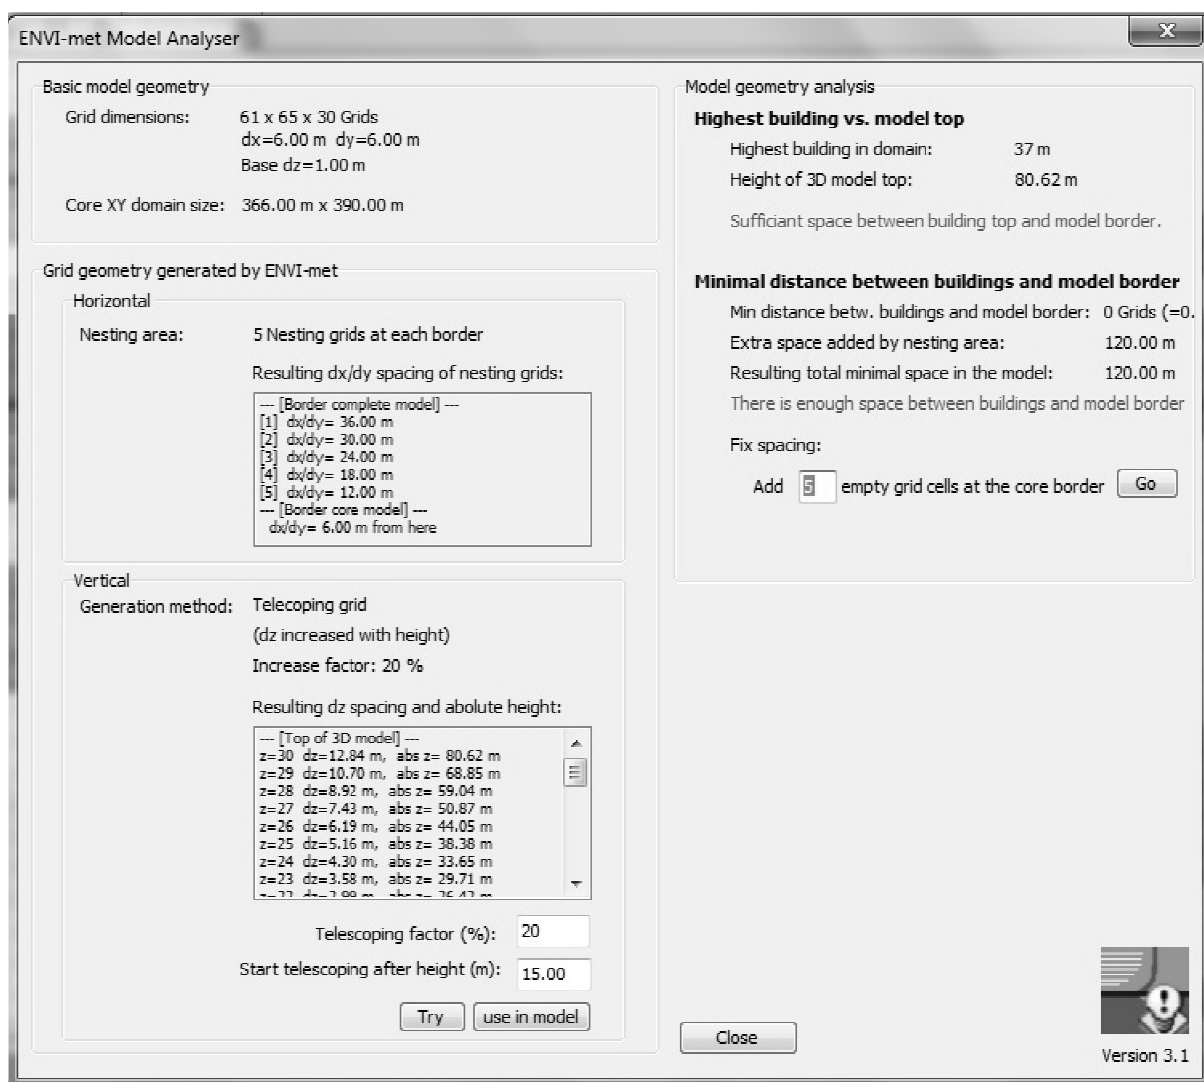 ENVI-met Model Analyser
Basic model geometry
Grid dimensions: 61 x 65 x 30 Grids
dx=6.00 m dy=6.00 m
Base dz=1.00 m
Core XY domain size: 366.00 m x 390.00 m
Grid geometry generated by ENVI-met
Horizontal
Nesting area: 5 Nesting grids at each border
Resulting dx/dy spacing of nesting grids:
--- [Border complete model] ---
[1] dx/dy= 36.00 m
[2] dx/dy= 30.00 m
[3] dx/dy= 24.00 m
[4] dx/dy= 18.00 m
[5] dx/dy= 12.00 m
--- [Border core model] ---
dx/dy= 6.00 m from here
Vertical
Generation method: Telecoping grid
(dz increased with height)
Increase factor: 20 %
Resulting dz spacing and abolute height:
--- [Top of 3D model] ---
z=30 dz=12.84 m, abs z= 80.62 m
z=29 dz=10.70 m, abs z= 68.85 m
z=28 dz=8.92 m, abs z= 59.04 m
z=27 dz=7.43 m, abs z= 50.87 m
z=26 dz=6.19 m, abs z= 44.05 m
z=25 dz=5.16 m, abs z= 38.38 m
z=24 dz=4.30 m, abs z= 33.65 m
z=23 dz=3.58 m, abs z= 29.71 m
Telescoping factor (%): 20
Start telescoping after height (m): 15.00
Try use in model
Model geometry analysis
Highest building vs. model top
Highest building in domain: 37 m
Height of 3D model top: 80.62 m
Sufficiant space between building top and model border.
Minimal distance between buildings and model border
Min distance betw. buildings and model border: 0 Grids (=0.
Extra space added by nesting area: 120.00 m
Resulting total minimal space in the model: 120.00 m
There is enough space between buildings and model border
Fix spacing:
Add 5 empty grid cells at the core border Go
Close
Version 3.1